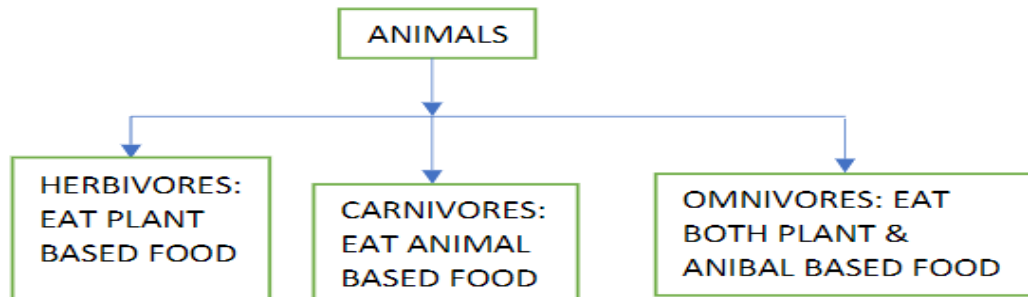 ANIMALS
HERBIVORES:
EAT PLANT
BASED FOOD
CARNIVORES:
EAT ANIMAL
BASED FOOD
OMNIVORES: EAT
BOTH PLANT &
ANIBAL BASED FOOD